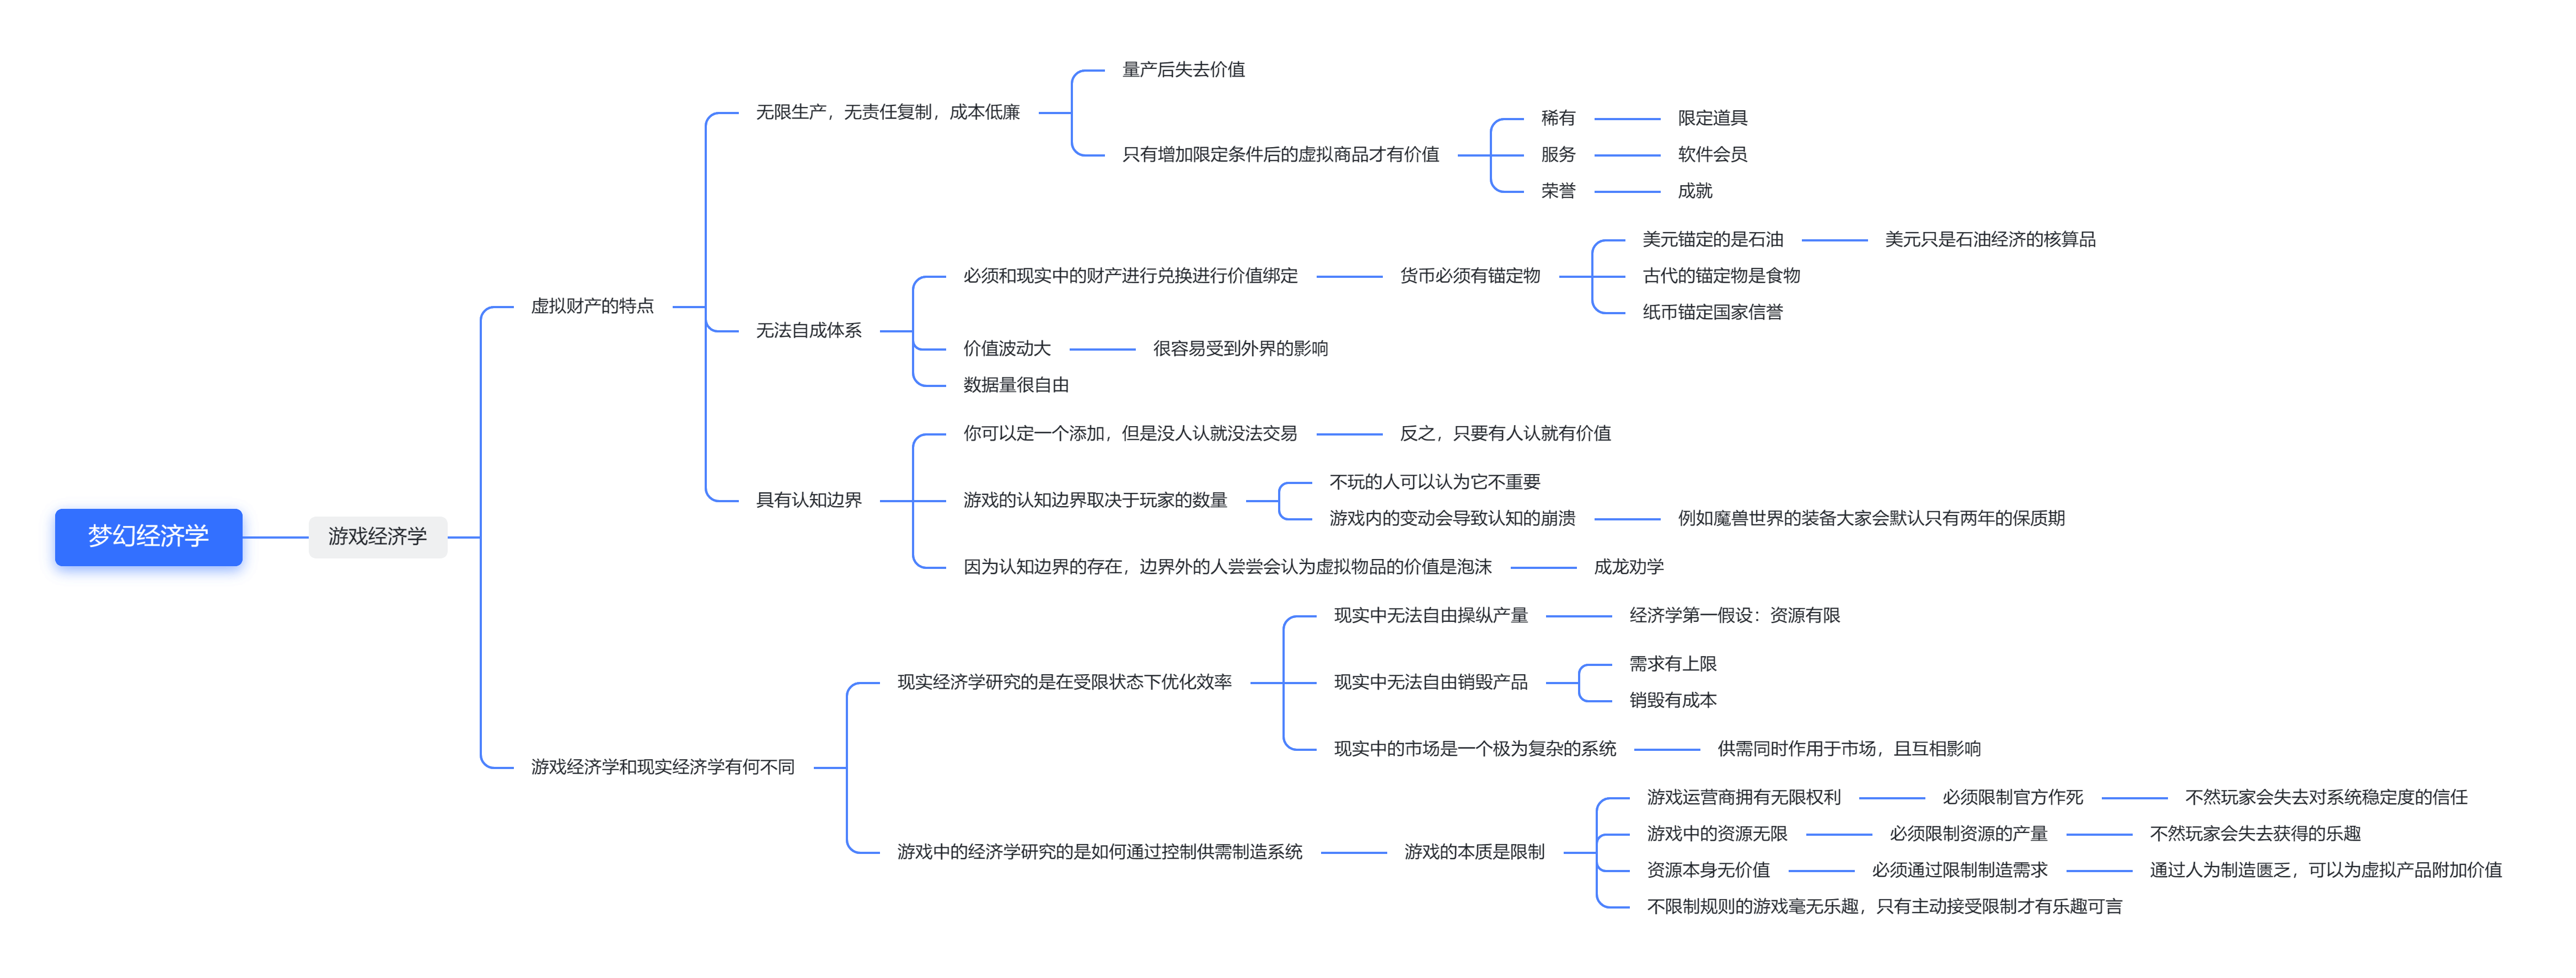 梦幻经济学
游戏经济学
虚拟财产的特点
无限生产，无责任复制，成本低廉
量产后失去价值
只有增加限定条件后的虚拟商品才有价值
稀有
限定道具
服务
软件会员
荣誉
成就
无法自成体系
必须和现实中的财产进行兑换进行价值绑定
货币必须有锚定物
美元锚定的是石油
美元只是石油经济的核算品
古代的锚定物是食物
纸币锚定国家信誉
价值波动大
很容易受到外界的影响
数据量很自由
具有认知边界
你可以定一个添加，但是没人认就没法交易
反之，只要有人认就有价值
游戏的认知边界取决于玩家的数量
不玩的人可以认为它不重要
游戏内的变动会导致认知的崩溃
例如魔兽世界的装备大家会默认只有两年的保质期
因为认知边界的存在，边界外的人尝尝会认为虚拟物品的价值是泡沫
成龙劝学
游戏经济学和现实经济学有何不同
现实经济学研究的是在受限状态下优化效率
现实中无法自由操纵产量
经济学第一假设：资源有限
现实中无法自由销毁产品
需求有上限
销毁有成本
现实中的市场是一个极为复杂的系统
供需同时作用于市场，且互相影响
游戏中的经济学研究的是如何通过控制供需制造系统
游戏的本质是限制
游戏运营商拥有无限权利
必须限制官方作死
不然玩家会失去对系统稳定度的信任
游戏中的资源无限
必须限制资源的产量
不然玩家会失去获得的乐趣
资源本身无价值
必须通过限制制造需求
通过人为制造匮乏，可以为虚拟产品附加价值
不限制规则的游戏毫无乐趣，只有主动接受限制才有乐趣可言